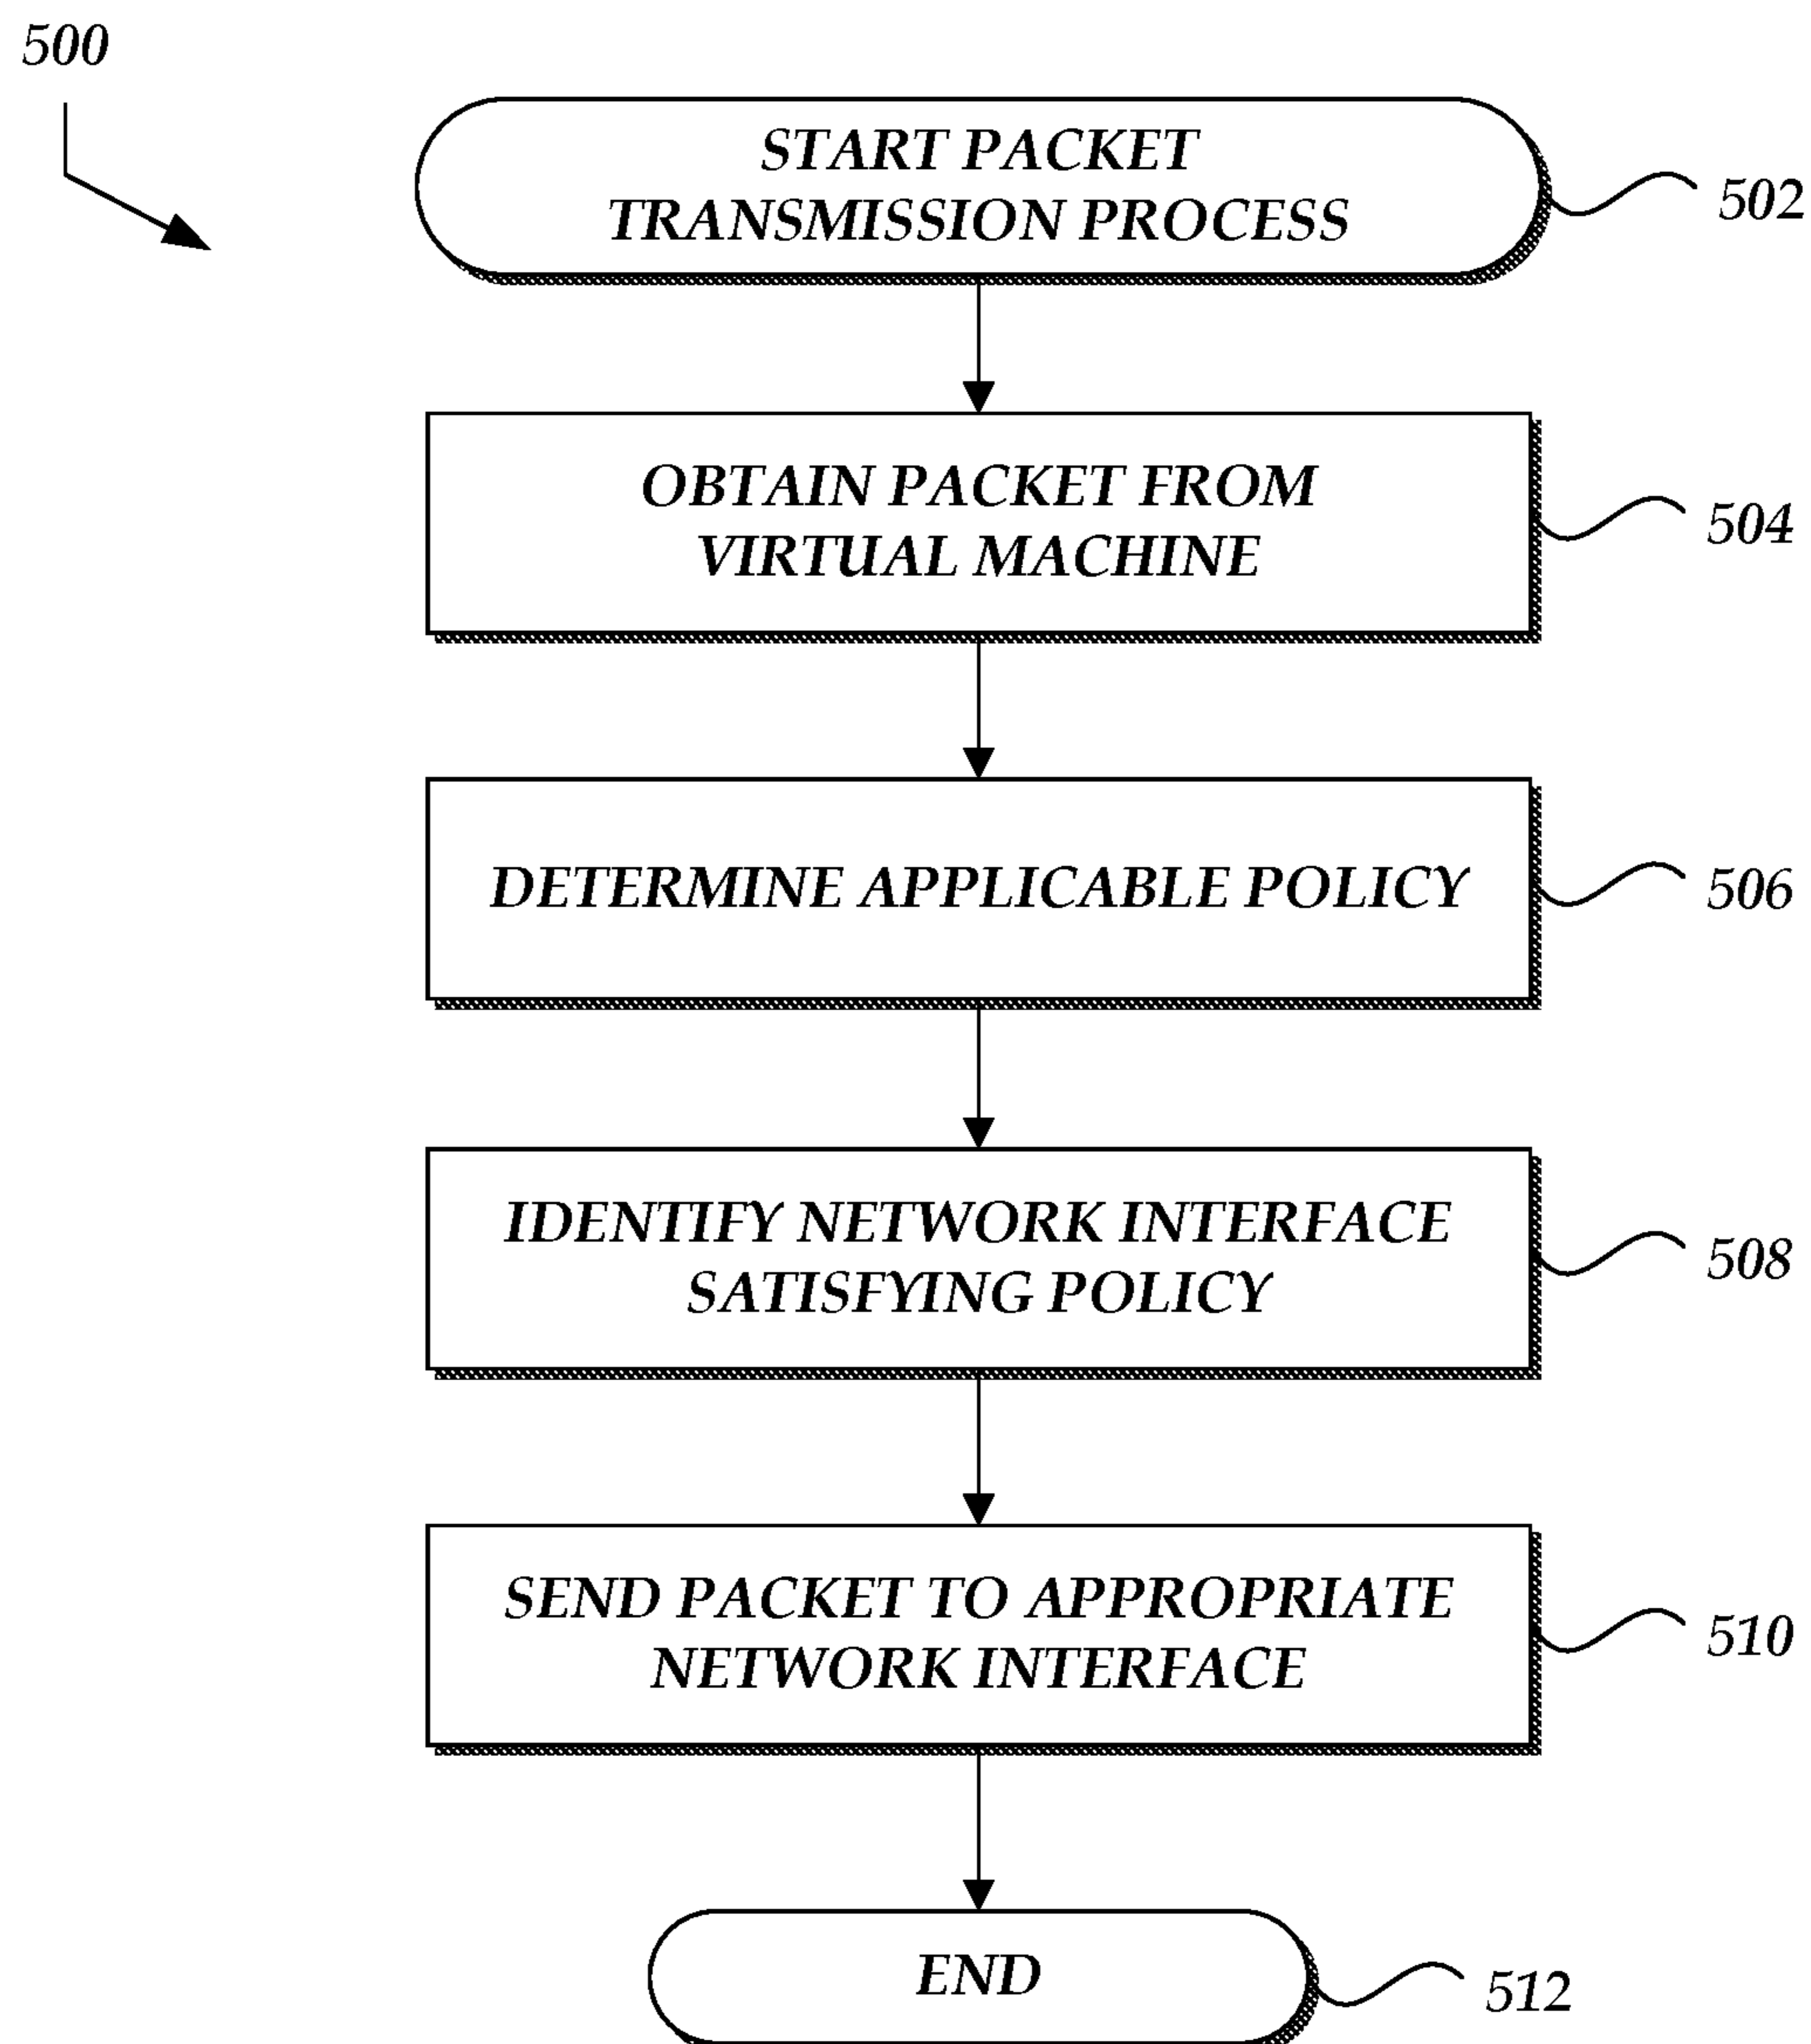 500
START PACKET
TRANSMISSION PROCESS
502
OBTAIN PACKET FROM
VIRTUAL MACHINE
504
DETERMINE APPLICABLE POLICY
506
IDENTIFY NETWORK INTERFACE
SATISFYING POLICY
508
SEND PACKET TO APPROPRIATE
NETWORK INTERFACE
510
END
512